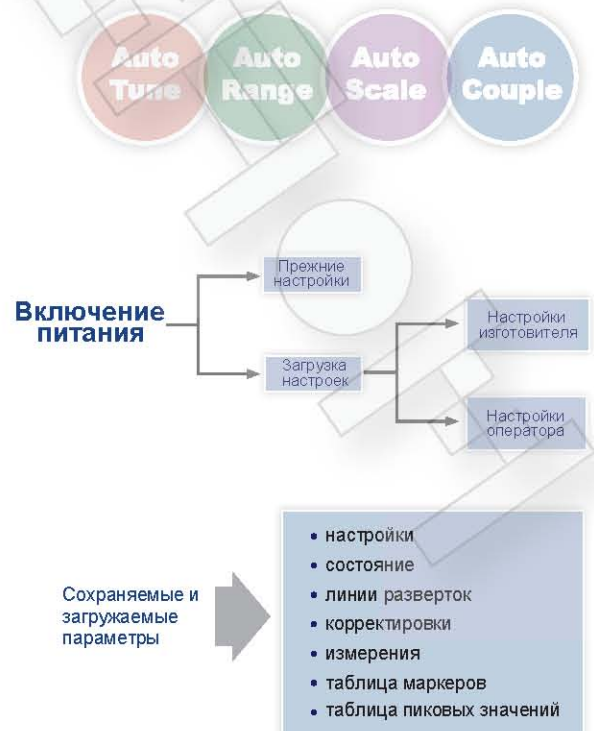 Auto
Tune
Auto
Range
Auto
Scale
Auto
Couple
Прежние
настройки
Включение
питания
Настройки
изготовителя
Загрузка
настроек
Настройки
оператора
Сохраняемые и
загружаемые
параметры
• настройки
• состояние
• линии разверток
• корректировки
• измерения
• таблица маркеров
• таблица пиковых значений